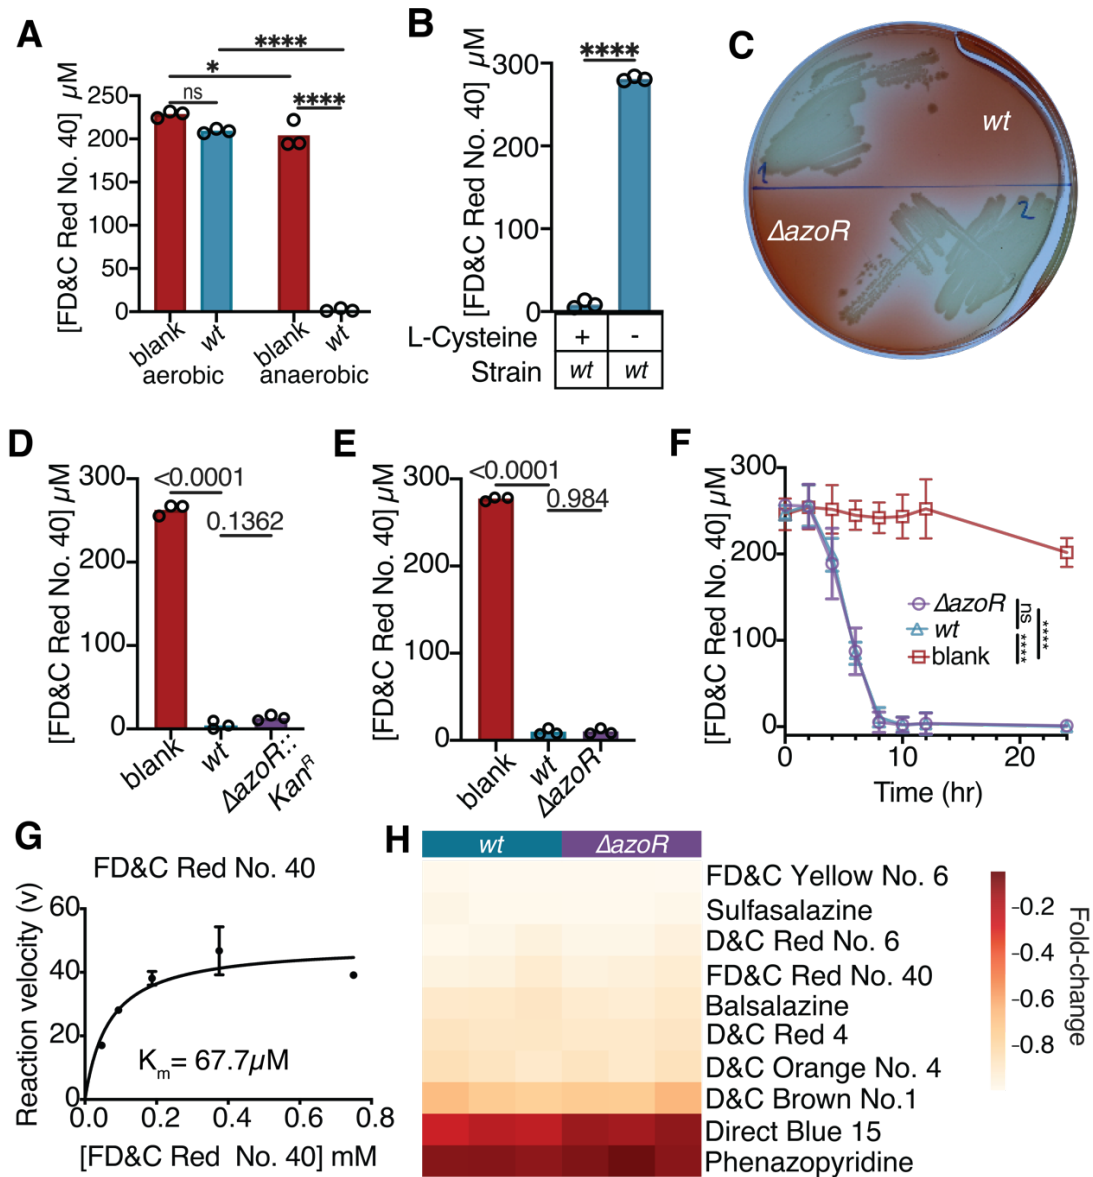 A
[FD&C Red No. 40] µM
250
200
150
100
50
0
****
*
ns
****
blank
wt
blank
wt
aerobic
anaerobic
B
[FD&C Red No. 40] µM
300
200
100
0
****
L-Cysteine
+
-
Strain
wt
wt
C
wt
1
ΔazoR
2
D
[FD&C Red No. 40] µM
300
200
100
0
<0.0001
0.1362
blank
wt
ΔazoR::
Kanᴿ
E
[FD&C Red No. 40] µM
300
200
100
0
<0.0001
0.984
blank
wt
ΔazoR
F
[FD&C Red No. 40] µM
300
200
100
0
0
10
20
Time (hr)
ΔazoR
wt
blank
ns
****
****
G
FD&C Red No. 40
Reaction velocity (v)
60
40
20
0
Kₘ= 67.7µM
0.0
0.2
0.4
0.6
0.8
[FD&C Red No. 40] mM
H
wt
ΔazoR
FD&C Yellow No. 6
Sulfasalazine
D&C Red No. 6
FD&C Red No. 40
Balsalazine
D&C Red 4
D&C Orange No. 4
D&C Brown No.1
Direct Blue 15
Phenazopyridine
-0.2
-0.6
-0.8
Fold-change